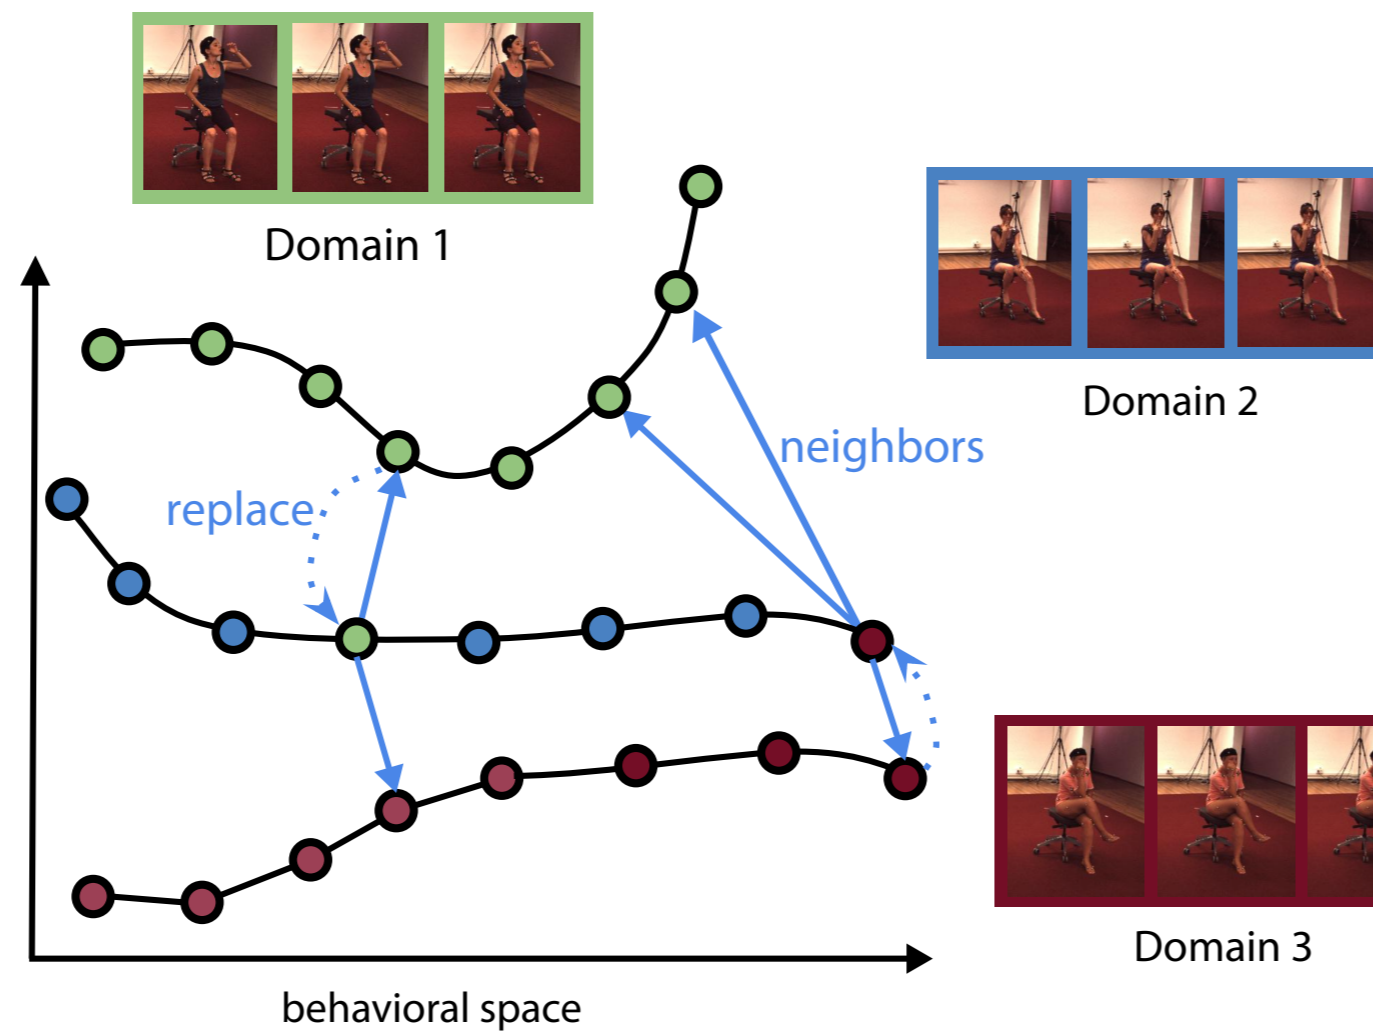 Domain 1
Domain 2
neighbors
replace
Domain 3
behavioral space